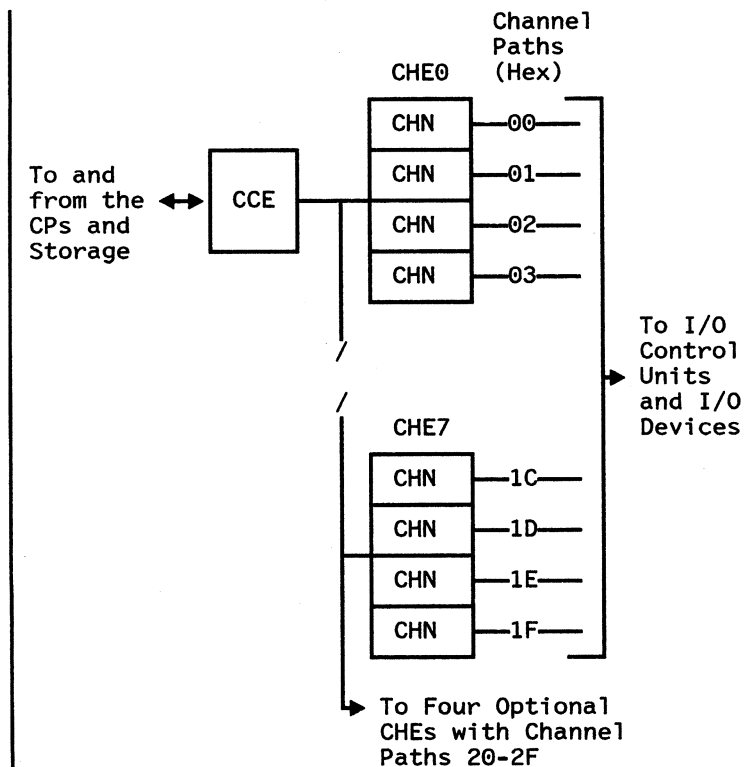 Channel
Paths
(Hex)
CHE0
CHN
00
CHN
01
CHN
02
CHN
03
To and
from the
CPs and
Storage
CCE
To I/O
Control
Units
and I/O
Devices
CHE7
CHN
1C
CHN
1D
CHN
1E
CHN
1F
To Four Optional
CHEs with Channel
Paths 20-2F